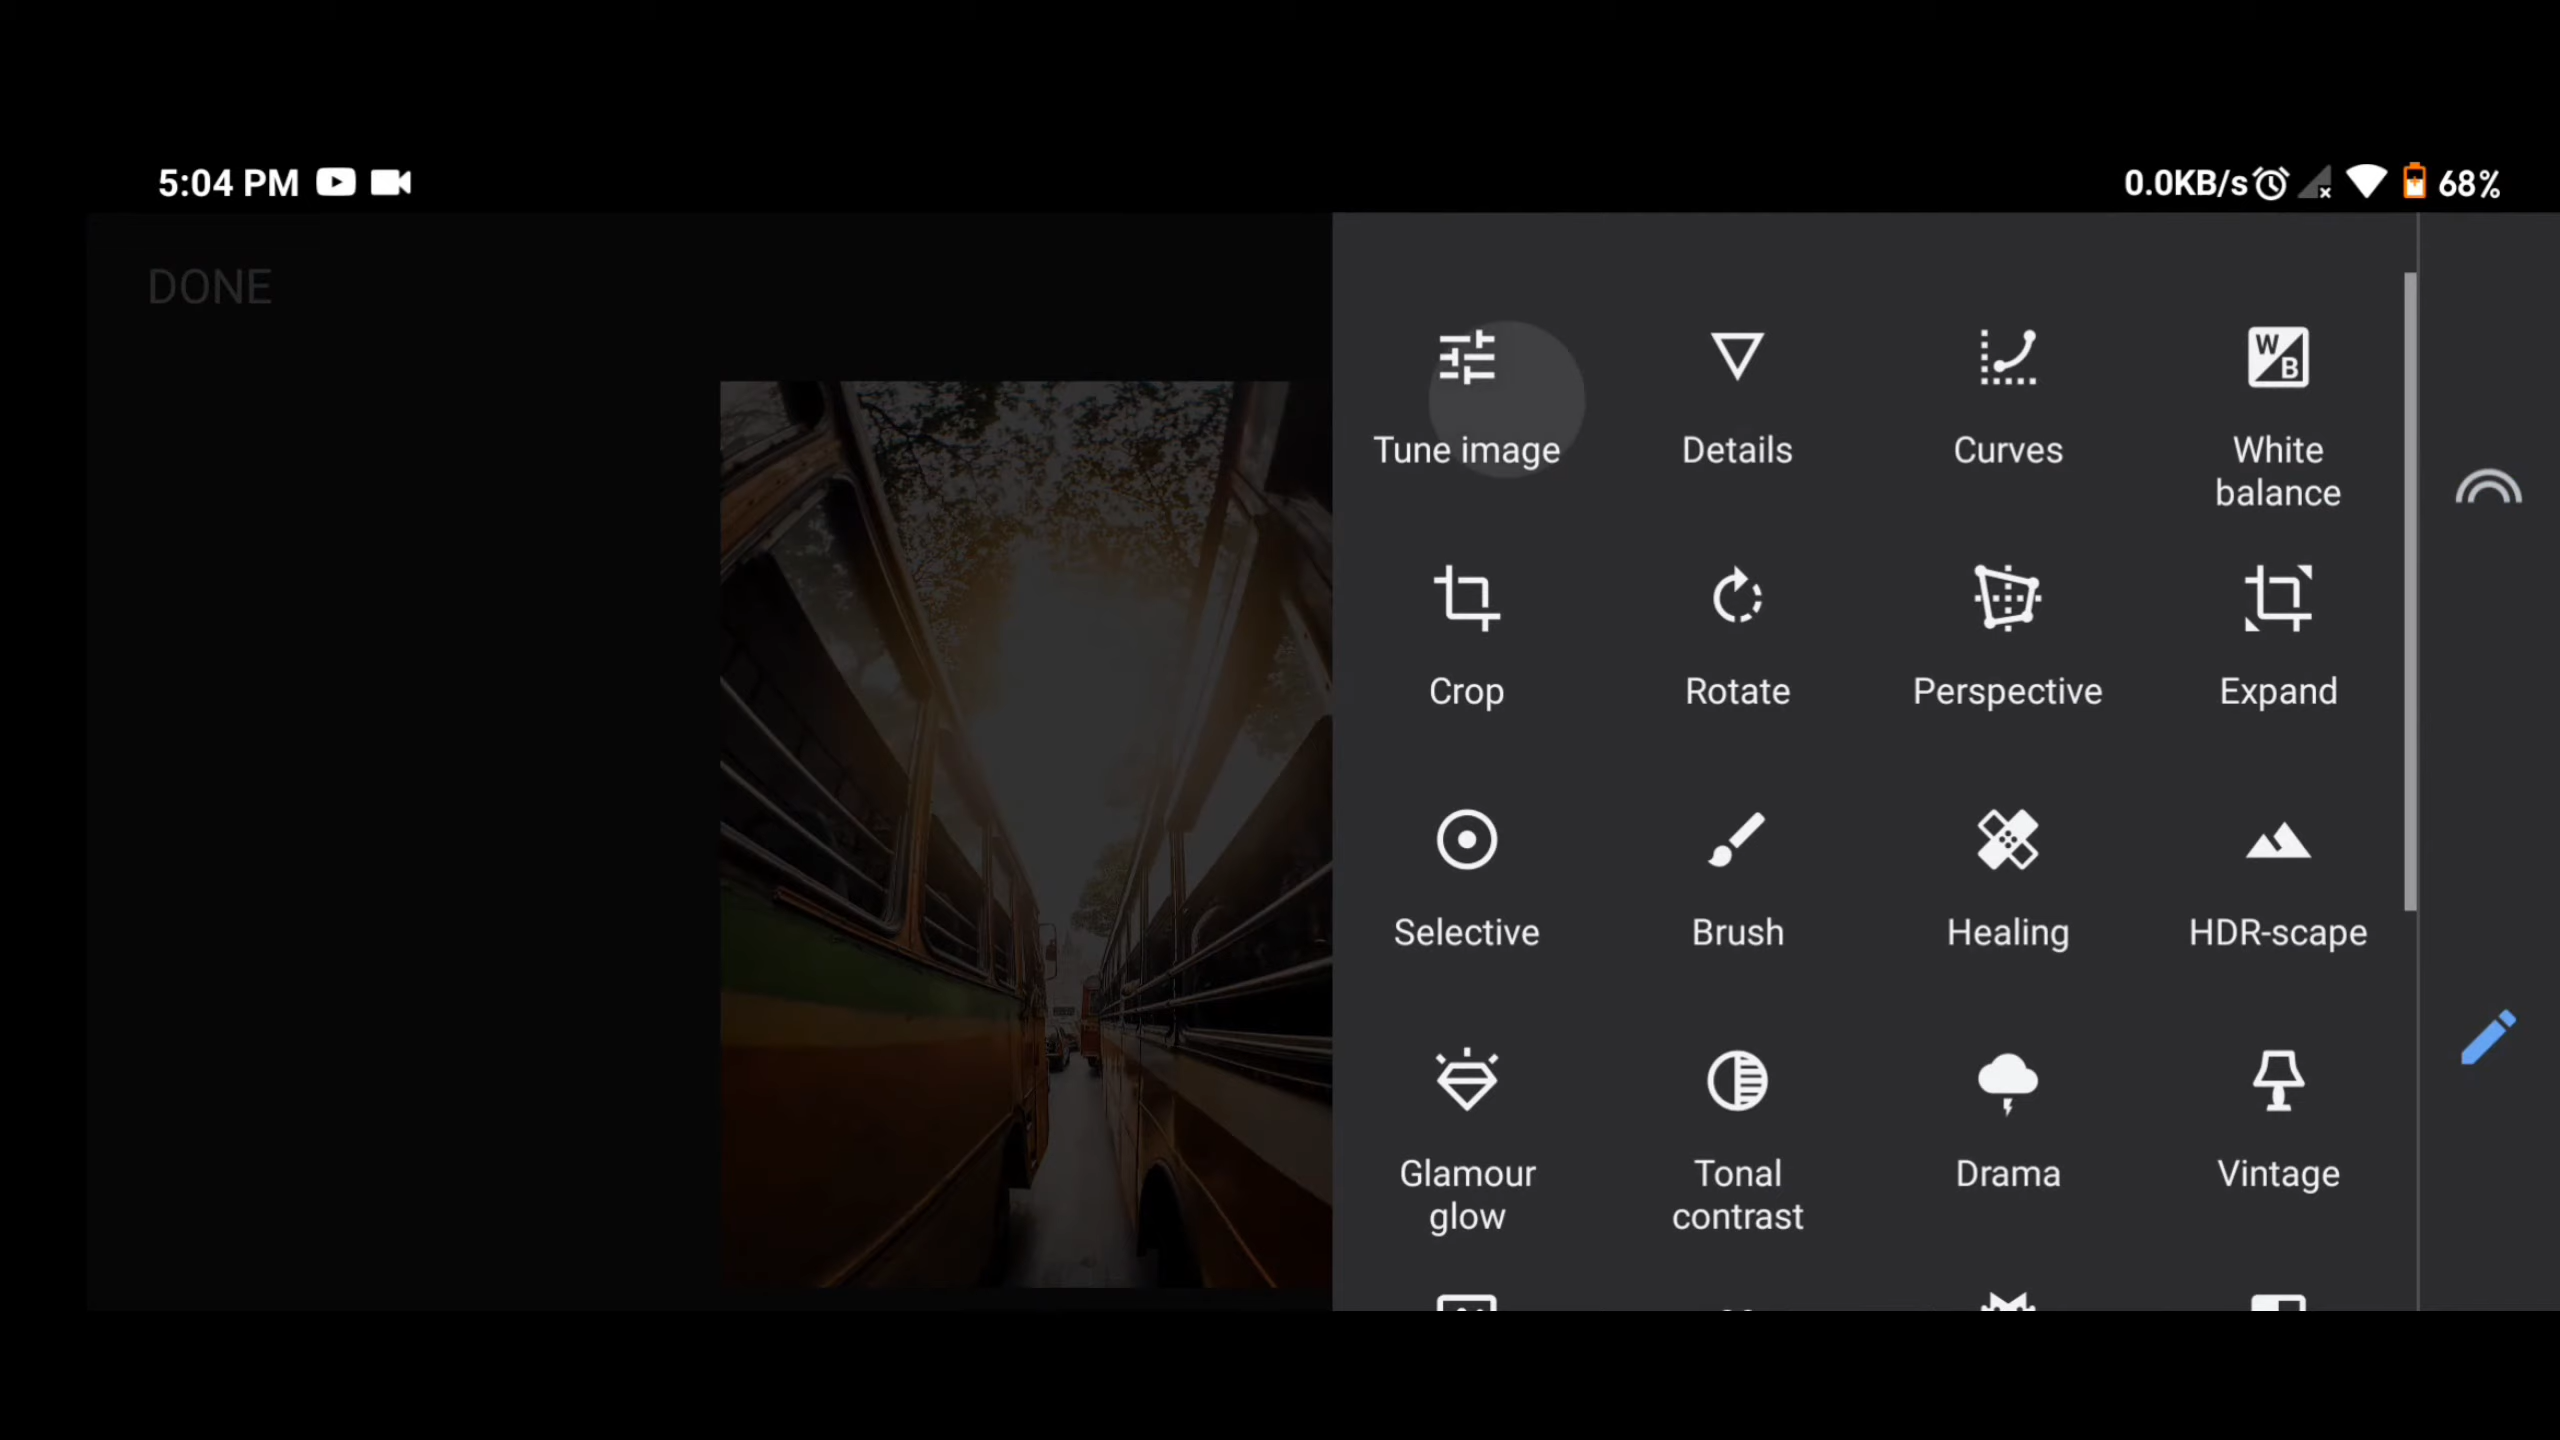 5:04 PM
0.0KB/s 68%
DONE
Tune image
Details
Curves
White
balance
W
B
Crop
Rotate
Perspective
Expand
Selective
Brush
Healing
HDR-scape
Glamour
glow
Tonal
contrast
Drama
Vintage